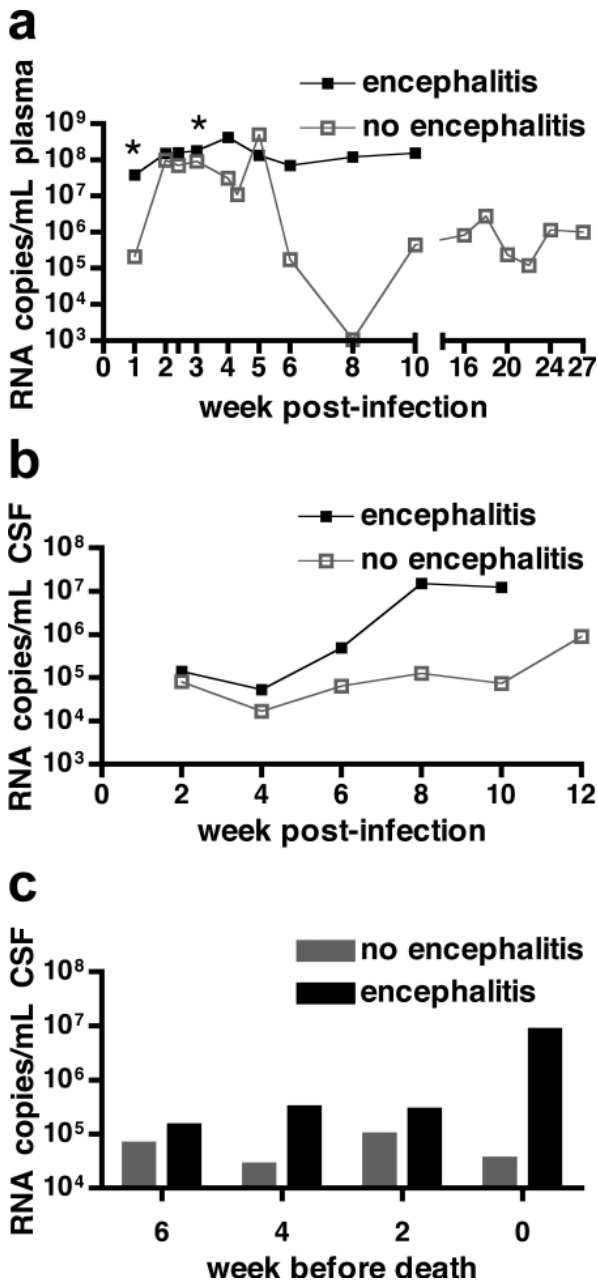 a
encephalitis
no encephalitis
RNA copies/mL plasma
10⁹
10⁸
10⁷
10⁶
10⁵
10⁴
10³
* *
0 1 2 3 4 5 6 8 10 16 20 24 27
week post-infection
b
encephalitis
no encephalitis
RNA copies/mL CSF
10⁸
10⁷
10⁶
10⁵
10⁴
10³
0 2 4 6 8 10 12
week post-infection
c
no encephalitis
encephalitis
RNA copies/mL CSF
10⁸
10⁷
10⁶
10⁵
10⁴
6 4 2 0
week before death